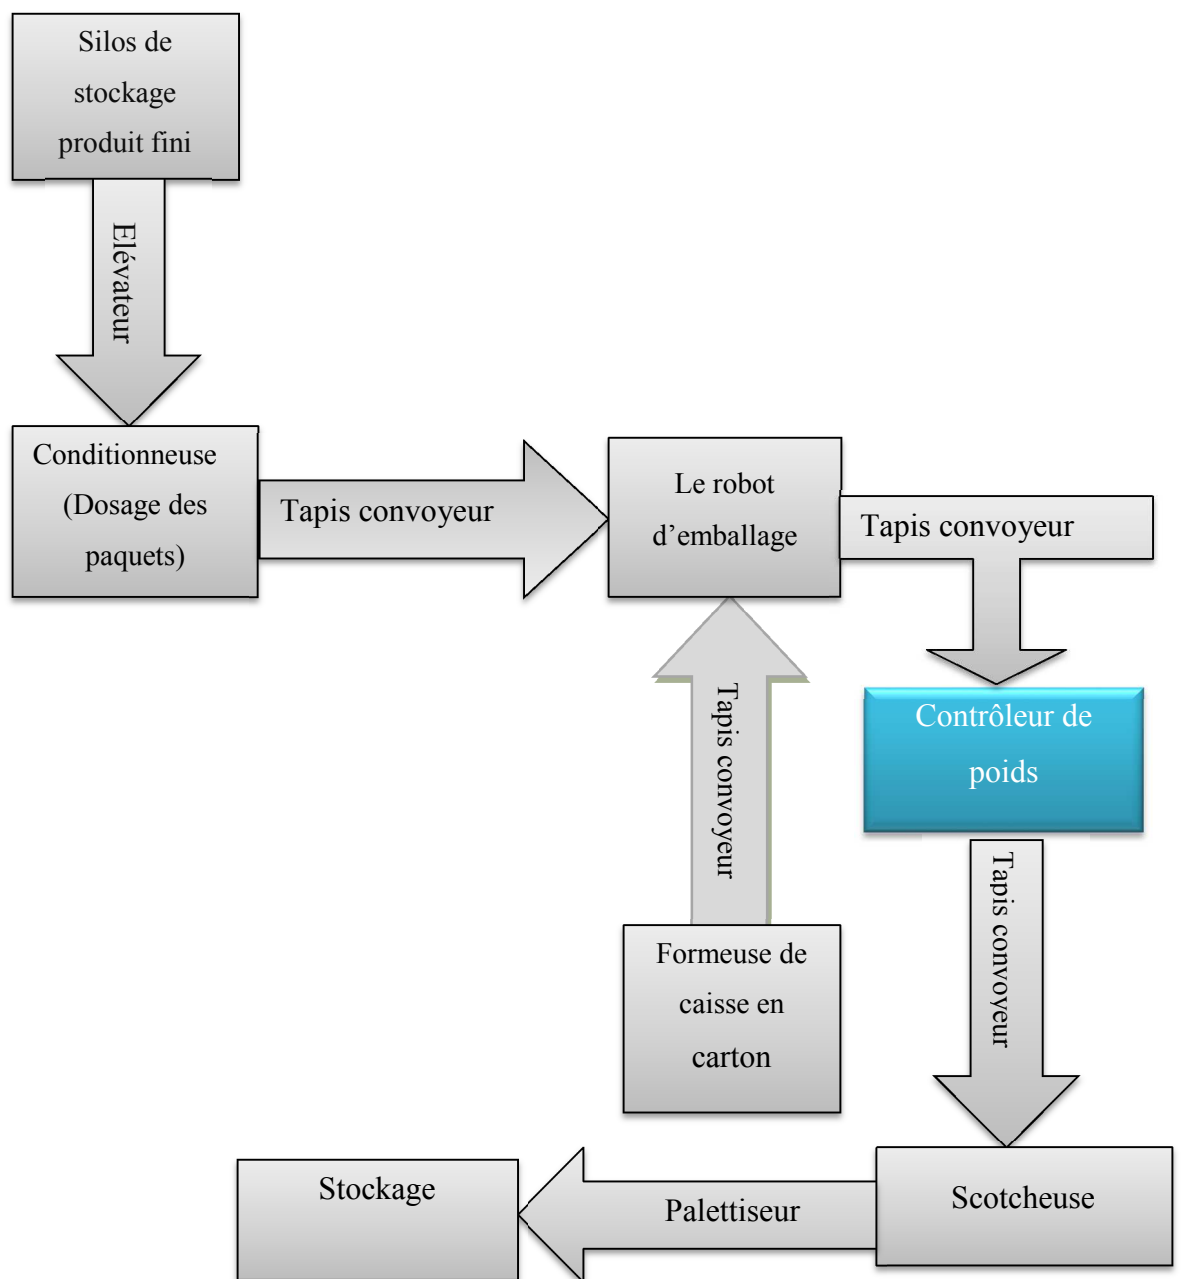 Silos de
stockage
produit fini
Elévateur
Conditionneuse
(Dosage des
paquets)
Tapis convoyeur
Le robot
d’emballage
Tapis convoyeur
Contrôleur de
poids
Tapis convoyeur
Formeuse de
caisse en
carton
Tapis convoyeur
Scotcheuse
Palettiseur
Stockage